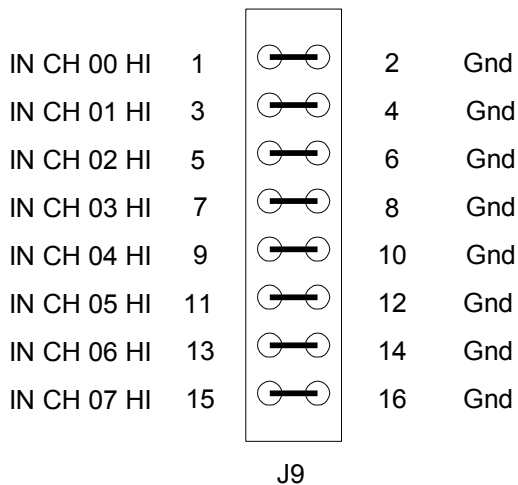 IN CH 00 HI 1 2 Gnd
IN CH 01 HI 3 4 Gnd
IN CH 02 HI 5 6 Gnd
IN CH 03 HI 7 8 Gnd
IN CH 04 HI 9 10 Gnd
IN CH 05 HI 11 12 Gnd
IN CH 06 HI 13 14 Gnd
IN CH 07 HI 15 16 Gnd
J9